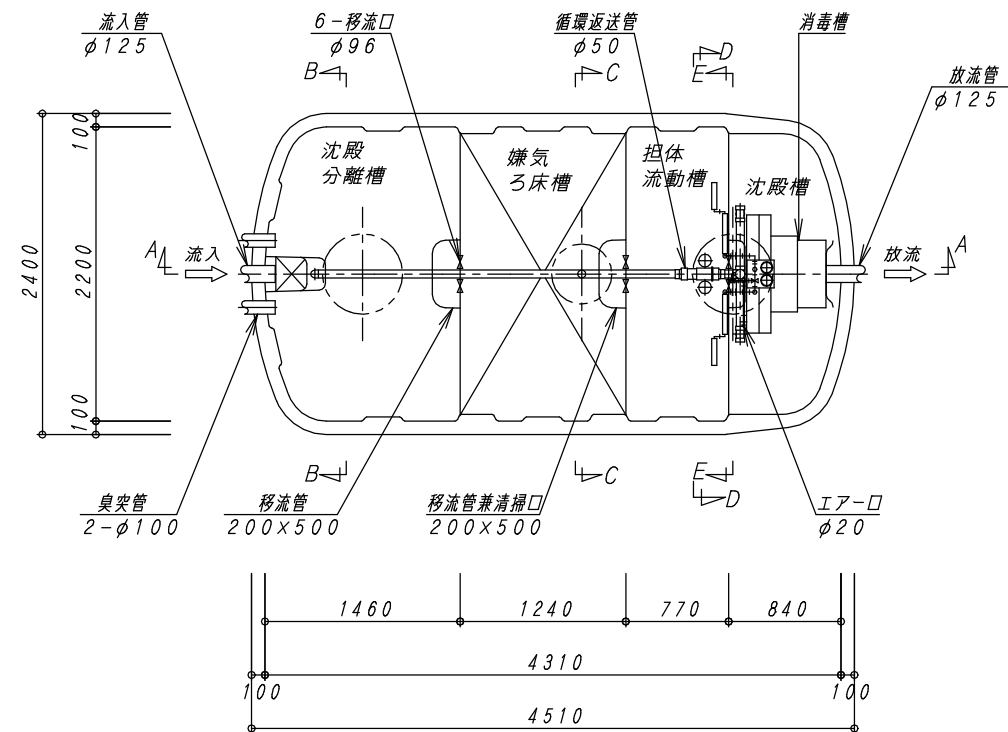 流入管
φ125
6-移流口
φ96
循環返送管
φ50
消毒槽
放流管
φ125
B
C
D
E
沈殿
分離槽
嫌気
ろ床槽
担体
流動槽
沈殿槽
A
流入
放流
A
100
2400
2200
100
B
C
E
D
臭突管
2-φ100
移流管
200×500
移流管兼清掃口
200×500
エアー口
φ20
1460
1240
770
840
4310
100
100
4510